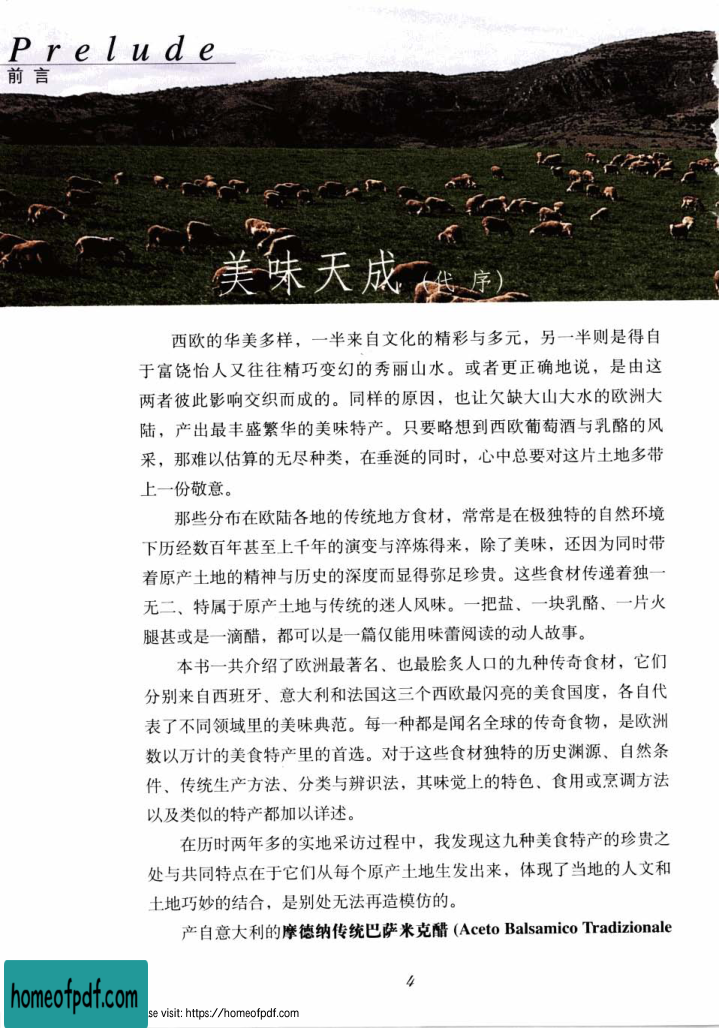 Prelude
前言
美味天成(代序)
西欧的华美多样，一半来自文化的精彩与多元，另一半则是得自
于富饶怡人又往往精巧变幻的秀丽山水。或者更正确地说，是由这
两者彼此影响交织而成的。同样的原因，也让欠缺大山大水的欧洲大
陆，产出最丰盛繁华的美味特产。只要略想到西欧葡萄酒与乳酪的风
采，那难以估算的无尽种类，在垂涎的同时，心中总要对这片土地多带
上一份敬意。
那些分布在欧陆各地的传统地方食材，常常是在极独特的自然环境
下历经数百年甚至上千年的演变与淬炼得来，除了美味，还因为同时带
着原产土地的精神与历史的深度而显得弥足珍贵。这些食材传递着独一
无二、特属于原产土地与传统的迷人风味。一把盐、一块乳酪、一片火
腿甚或是一滴醋，都可以是一篇仅能用味蕾阅读的动人故事。
本书一共介绍了欧洲最著名、也最脍炙人口的九种传奇食材，它们
分别来自西班牙、意大利和法国这三个西欧最闪亮的美食国度，各自代
表了不同领域里的美味典范。每一种都是闻名全球的传奇食物，是欧洲
数以万计的美食特产里的首选。对于这些食材独特的历史渊源、自然条
件、传统生产方法、分类与辨识法，其味觉上的特色、食用或烹调方法
以及类似的特产都加以详述。
在历时两年多的实地采访过程中，我发现这九种美食特产的珍贵之
处与共同特点在于它们从每个原产土地生发出来，体现了当地的人文和
土地巧妙的结合，是别处无法再造模仿的。
产自意大利的摩德纳传统巴萨米克醋(Aceto Balsamico Tradizionale
4
homeofpdf.com
se visit: https://homeofpdf.com